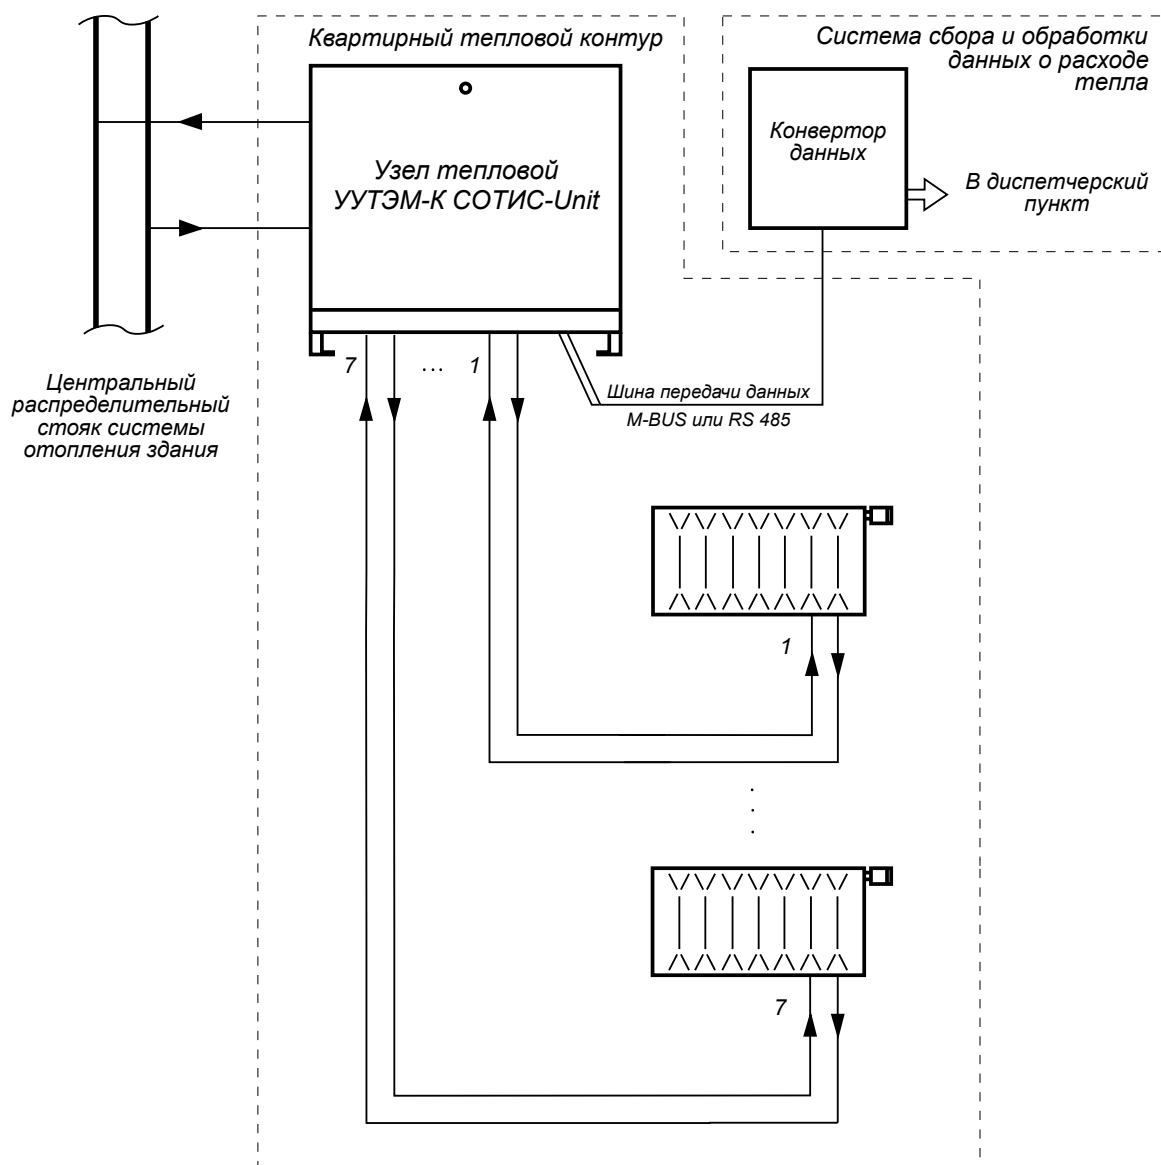 Квартирный тепловой контур
Система сбора и обработки
данных о расходе
тепла
Узел тепловой
УУТЭМ-К СОТИС-Unit
Конвертор
данных
В диспетчерский
пункт
7 ... 1
Центральный
распределительный
стояк системы
отопления здания
Шина передачи данных
M-BUS или RS 485
1
7